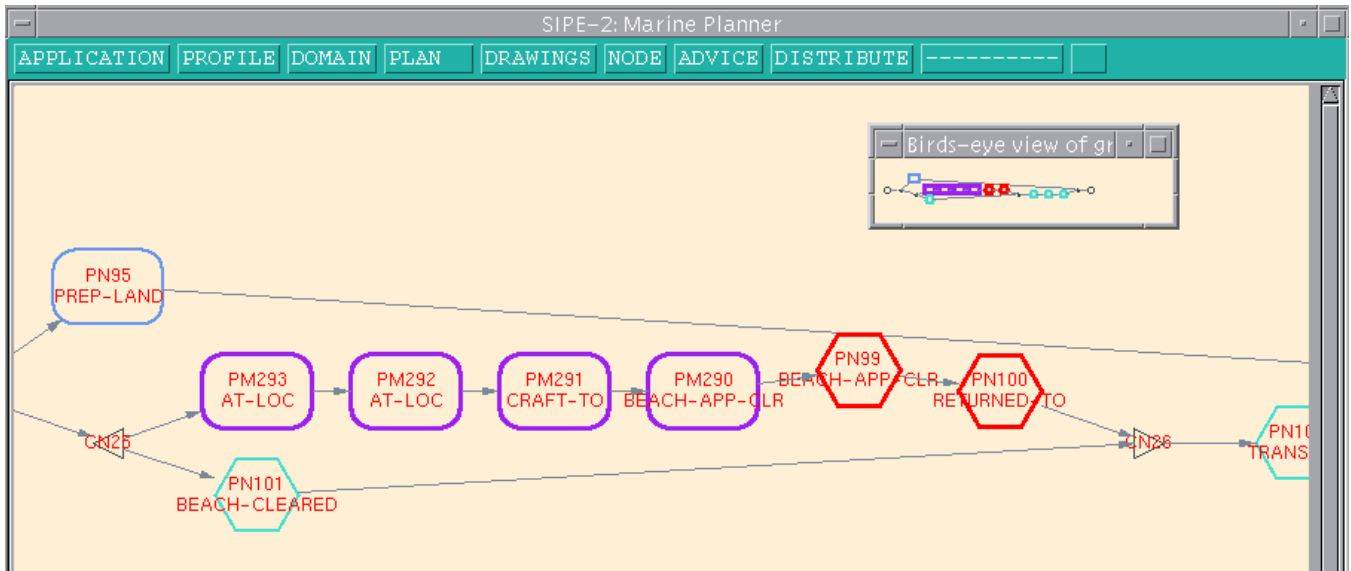 SIPE-2: Marine Planner
APPLICATION PROFILE DOMAIN PLAN DRAWINGS NODE ADVICE DISTRIBUTE ----------
Birds-eye view of gr
PN95
PREP-LAND
PM293
AT-LOC
PM292
AT-LOC
PM291
CRAFT-TO
PM290
BEACH-APP-CLR
PN99
BEACH-APP-CLR
PN100
RETURNED-TO
CN25
CN26
PN10
TRANS
PN101
BEACH-CLEARED